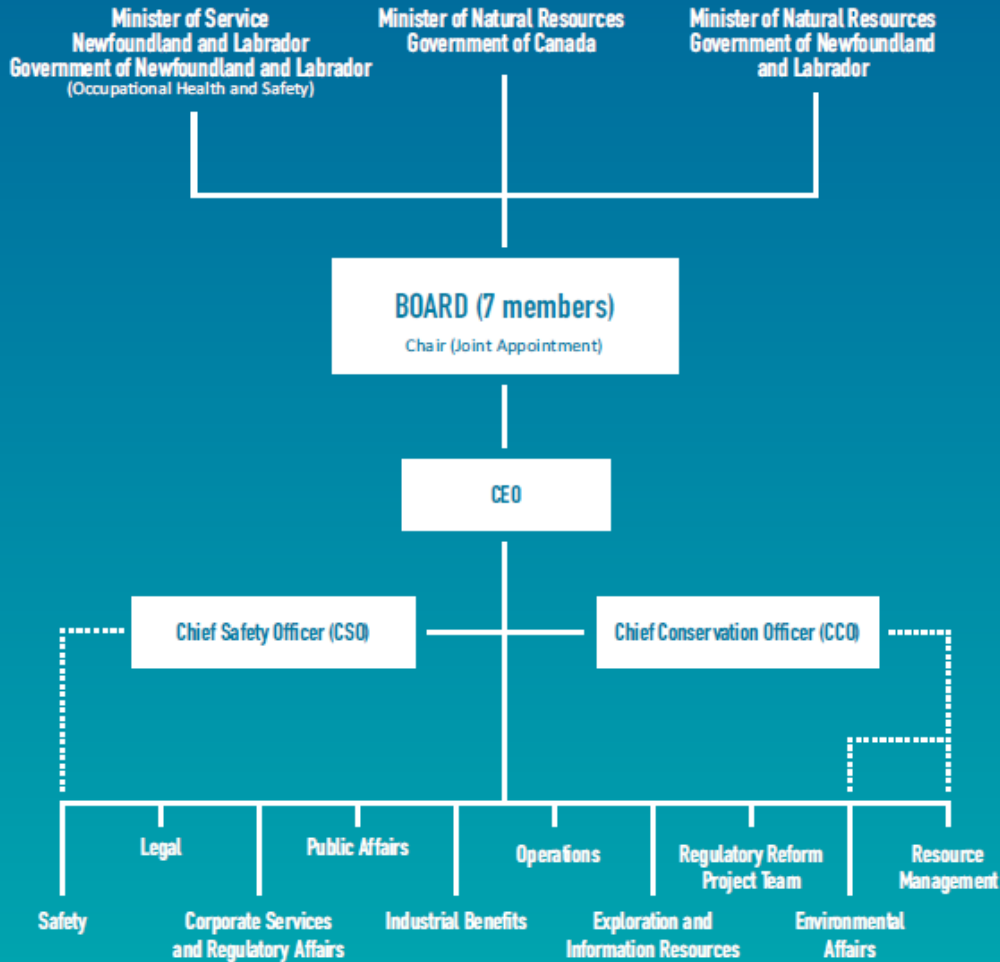 Minister of Service
Newfoundland and Labrador
Government of Newfoundland and Labrador
(Occupational Health and Safety)
Minister of Natural Resources
Government of Canada
Minister of Natural Resources
Government of Newfoundland
and Labrador
BOARD (7 members)
Chair (Joint Appointment)
CEO
Chief Safety Officer (CSO)
Chief Conservation Officer (CCO)
Legal
Public Affairs
Operations
Regulatory Reform
Project Team
Resource
Management
Safety
Corporate Services
and Regulatory Affairs
Industrial Benefits
Exploration and
Information Resources
Environmental
Affairs